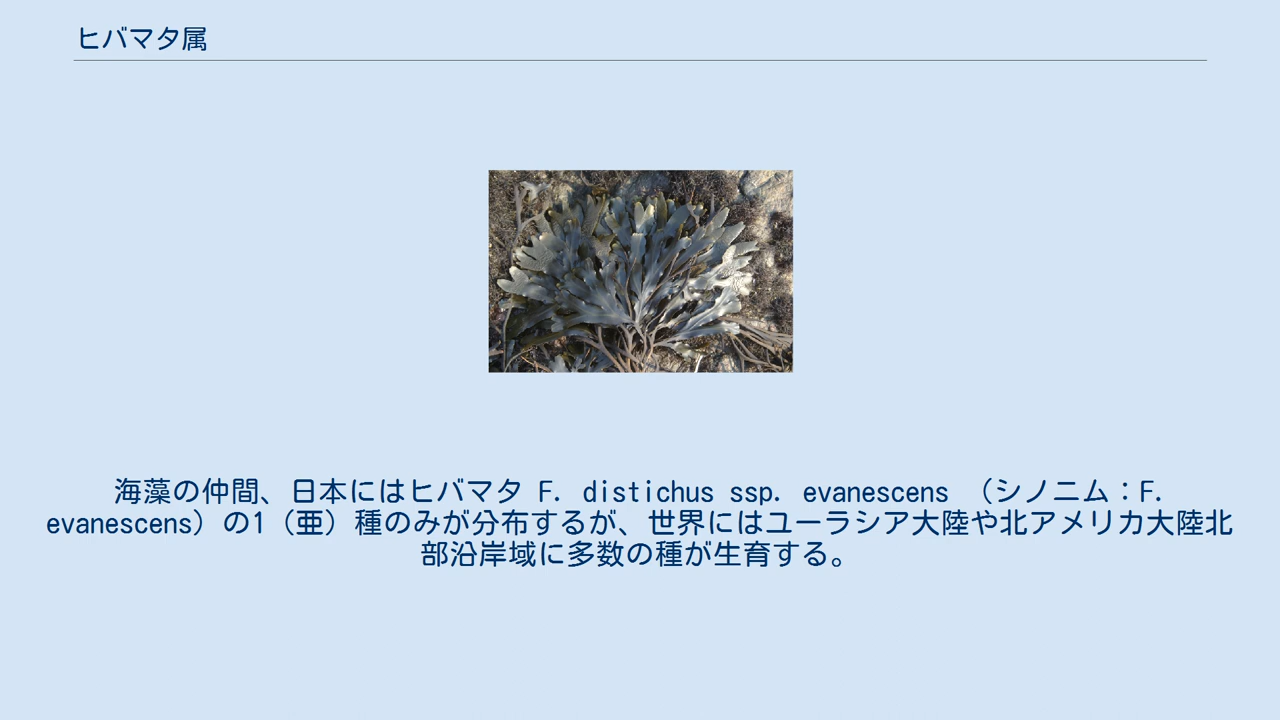 ヒバマタ属
海藻の仲間、日本にはヒバマタ F. distichus ssp. evanescens （シノニム：F.
evanescens）の1（亜）種のみが分布するが、世界にはユーラシア大陸や北アメリカ大陸北
部沿岸域に多数の種が生育する。